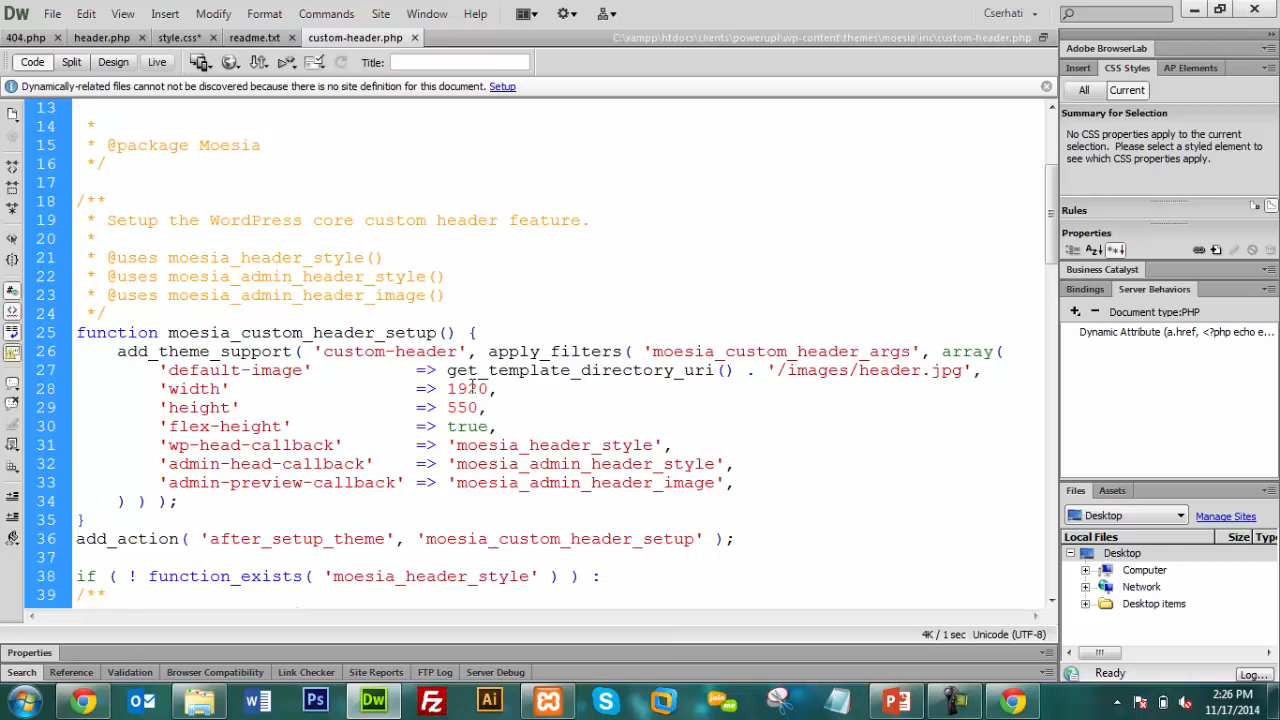 Dw File Edit View Insert Modify Format Commands Site Window Help Cserhati
404.php header.php style.css* readme.txt custom-header.php C:\xampp\htdocs\clients\powerupl\wp-content\themes\moesia\inc\custom-header.php
Code Split Design Live Title:
Dynamically-related files cannot not be discovered because there is no site definition for this document. Setup
13
14 *
15 * @package Moesia
16 */
17
18 /**
19 * Setup the WordPress core custom header feature.
20 *
21 * @uses moesia_header_style()
22 * @uses moesia_admin_header_style()
23 * @uses moesia_admin_header_image()
24 */
25 function moesia_custom_header_setup() {
26 add_theme_support( 'custom-header', apply_filters( 'moesia_custom_header_args', array(
27 'default-image' => get_template_directory_uri() . '/images/header.jpg',
28 'width' => 1920,
29 'height' => 550,
30 'flex-height' => true,
31 'wp-head-callback' => 'moesia_header_style',
32 'admin-head-callback' => 'moesia_admin_header_style',
33 'admin-preview-callback' => 'moesia_admin_header_image',
34 ) ) );
35 }
36 add_action( 'after_setup_theme', 'moesia_custom_header_setup' );
37
38 if ( ! function_exists( 'moesia_header_style' ) ) :
39 /**
4K / 1 sec Unicode (UTF-8)
Properties
Search Reference Validation Browser Compatibility Link Checker Site Reports FTP Log Server Debug
Adobe BrowserLab
Insert CSS Styles AP Elements
All Current
Summary for Selection
No CSS properties apply to the current
selection. Please select a styled element
to see which CSS properties apply.
Rules
Properties
Business Catalyst
Bindings Server Behaviors
Document type:PHP
Dynamic Attribute (a.href, <?php echo e
Files Assets
Desktop Manage Sites
Local Files Size Type
Desktop
Computer
Network
Desktop items
Ready Log...
Ps Dw Fz Ai
2:26 PM
11/17/2014